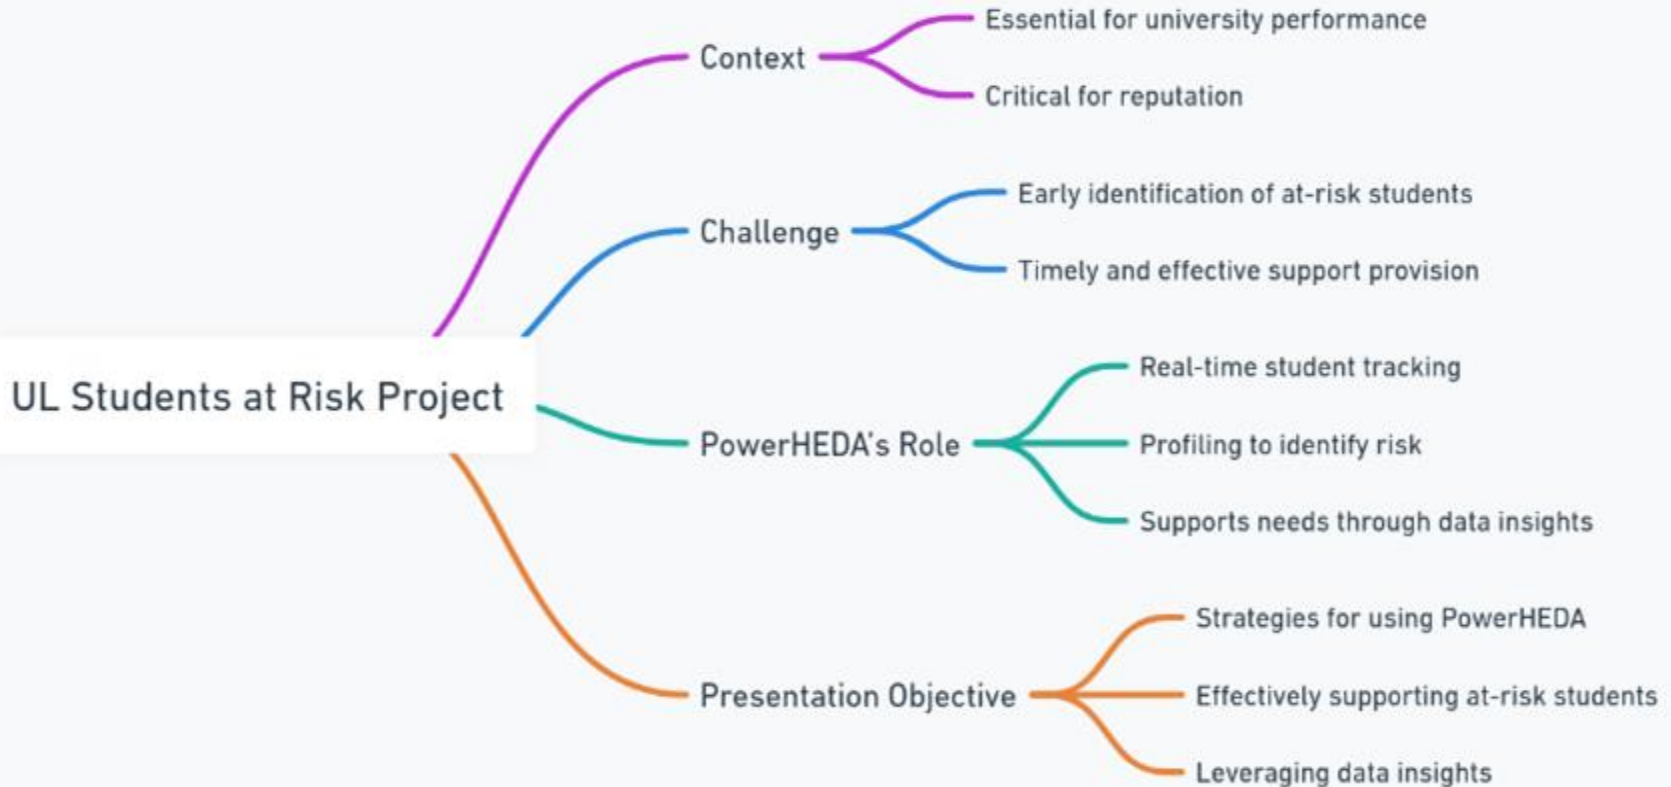 UL Students at Risk Project
Context
Essential for university performance
Critical for reputation
Challenge
Early identification of at-risk students
Timely and effective support provision
PowerHEDA's Role
Real-time student tracking
Profiling to identify risk
Supports needs through data insights
Presentation Objective
Strategies for using PowerHEDA
Effectively supporting at-risk students
Leveraging data insights